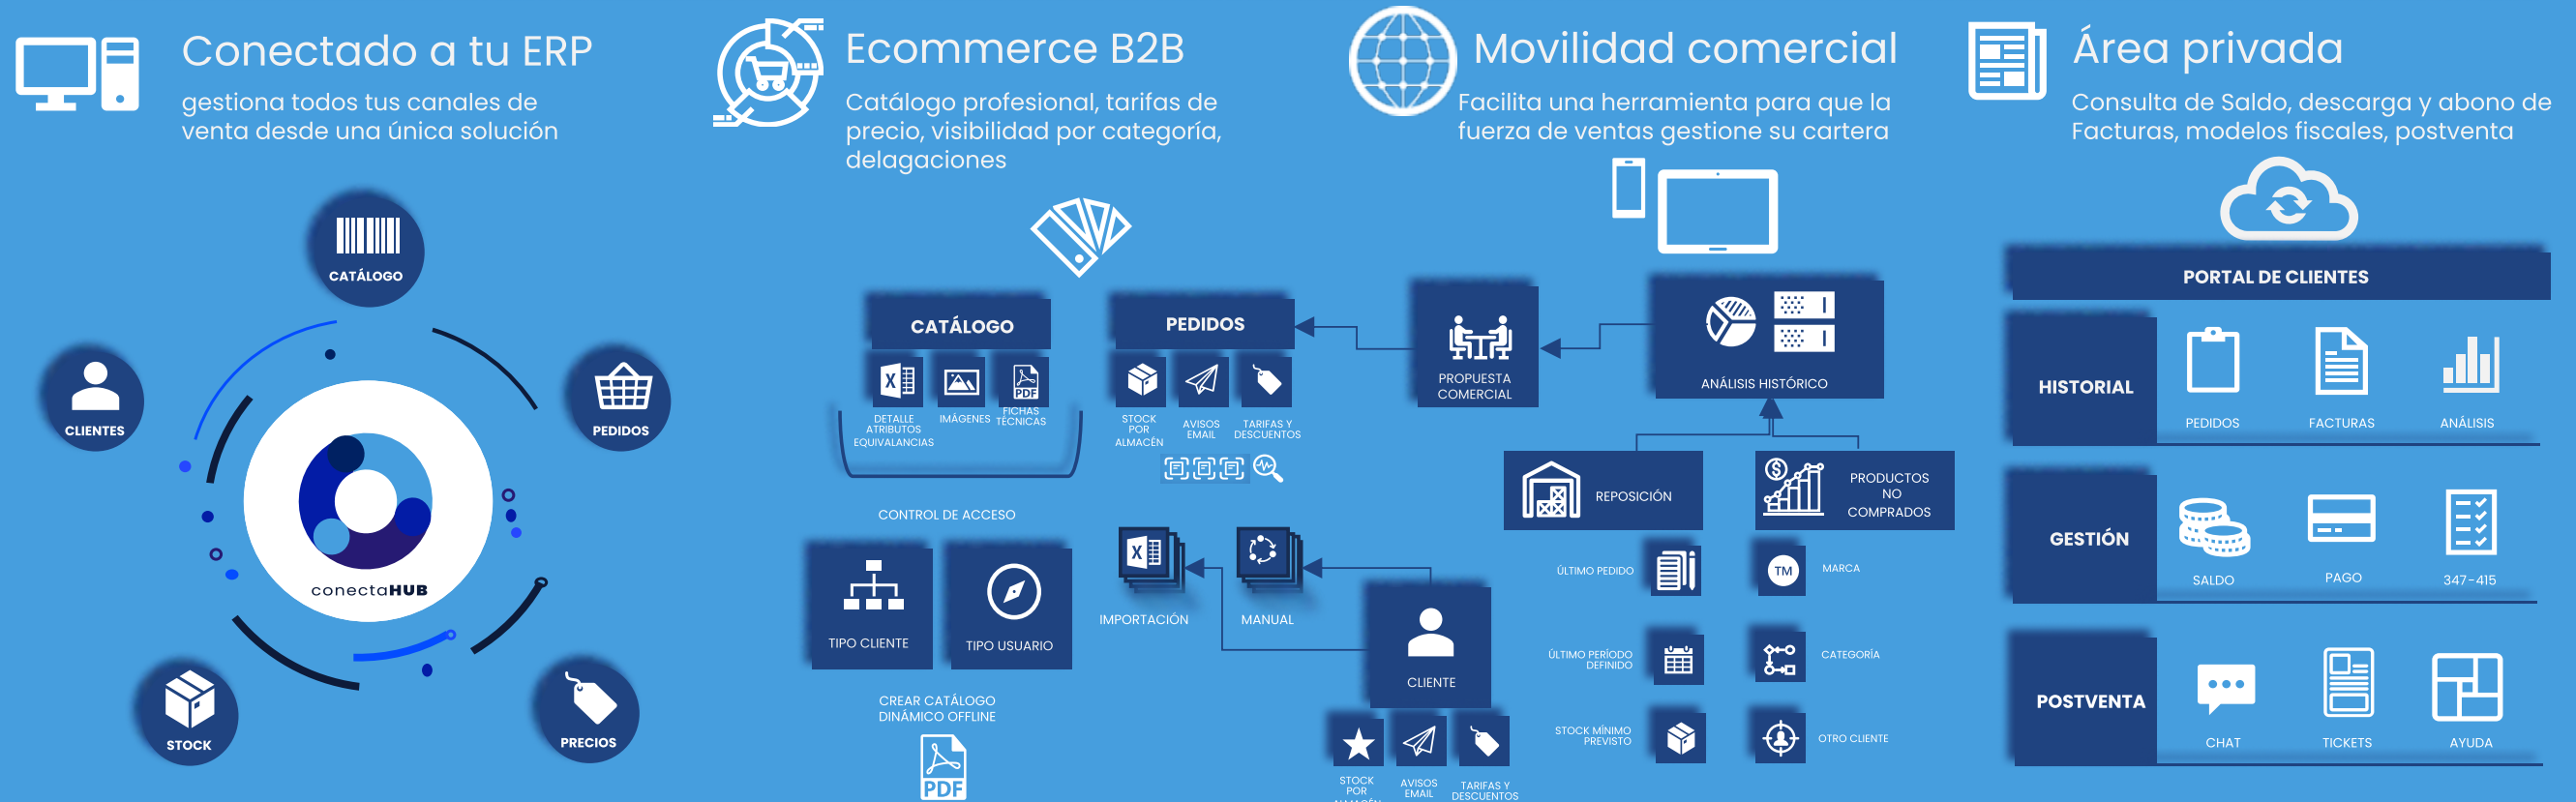 Conectado a tu ERP
gestiona todos tus canales de
venta desde una única solución
CATÁLOGO
CLIENTES
PEDIDOS
conectaHUB
STOCK
PRECIOS
Ecommerce B2B
Catálogo profesional, tarifas de
precio, visibilidad por categoría,
delagaciones
CATÁLOGO
X
PDF
DETALLE
ATRIBUTOS
EQUIVALANCIAS
IMÁGENES
FICHAS
TÉCNICAS
PEDIDOS
STOCK
POR
ALMACÉN
AVISOS
EMAIL
TARIFAS Y
DESCUENTOS
CONTROL DE ACCESO
TIPO CLIENTE
TIPO USUARIO
CREAR CATÁLOGO
DINÁMICO OFFLINE
PDF
X
IMPORTACIÓN
MANUAL
CLIENTE
STOCK
POR
ALMACÉN
AVISOS
EMAIL
TARIFAS Y
DESCUENTOS
Movilidad comercial
Facilita una herramienta para que la
fuerza de ventas gestione su cartera
PROPUESTA
COMERCIAL
ANÁLISIS HISTÓRICO
REPOSICIÓN
$
PRODUCTOS
NO
COMPRADOS
ÚLTIMO PEDIDO
TM
MARCA
ÚLTIMO PERÍODO
DEFINIDO
CATEGORÍA
STOCK MÍNIMO
PREVISTO
OTRO CLIENTE
Área privada
Consulta de Saldo, descarga y abono de
Facturas, modelos fiscales, postventa
PORTAL DE CLIENTES
HISTORIAL
PEDIDOS
FACTURAS
ANÁLISIS
GESTIÓN
SALDO
PAGO
347-415
POSTVENTA
CHAT
TICKETS
AYUDA